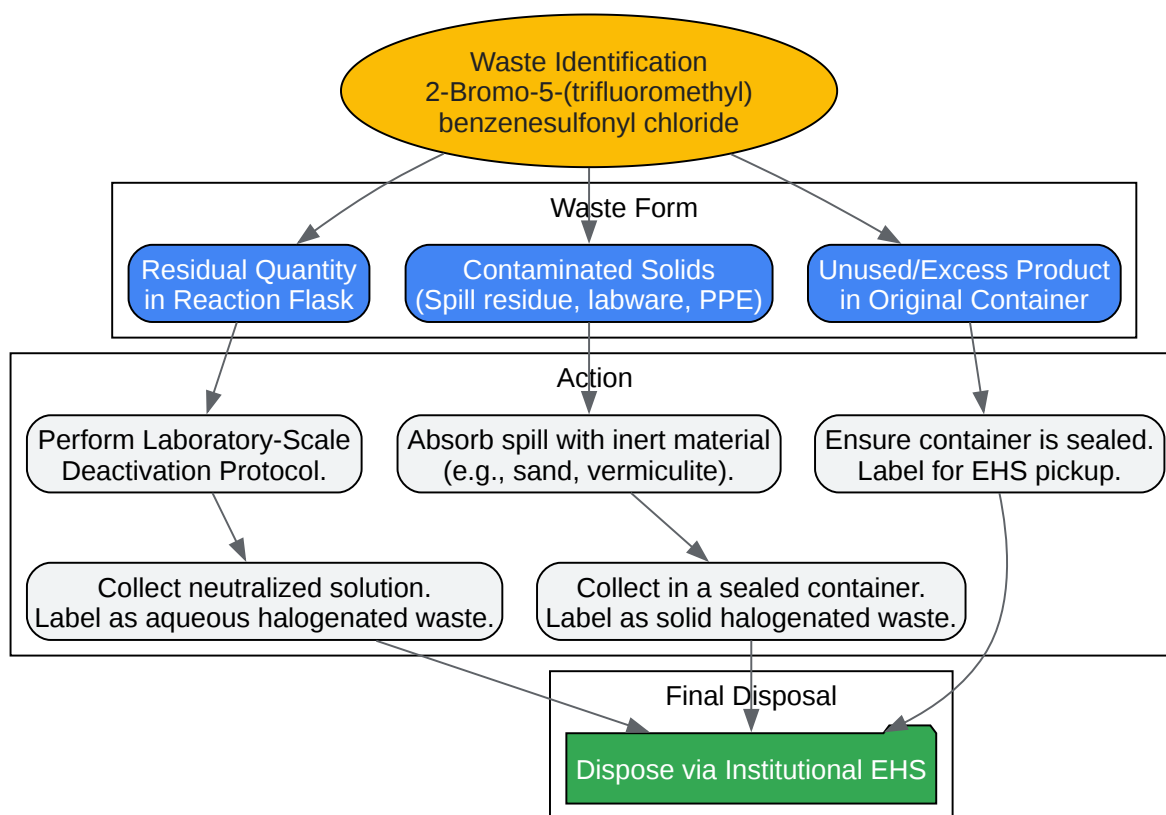 Waste Identification
2-Bromo-5-(trifluoromethyl)
benzenesulfonyl chloride
Waste Form
Residual Quantity
in Reaction Flask
Contaminated Solids
(Spill residue, labware, PPE)
Unused/Excess Product
in Original Container
Action
Perform Laboratory-Scale
Deactivation Protocol.
Absorb spill with inert material
(e.g., sand, vermiculite).
Ensure container is sealed.
Label for EHS pickup.
Collect neutralized solution.
Label as aqueous halogenated waste.
Collect in a sealed container.
Label as solid halogenated waste.
Final Disposal
Dispose via Institutional EHS